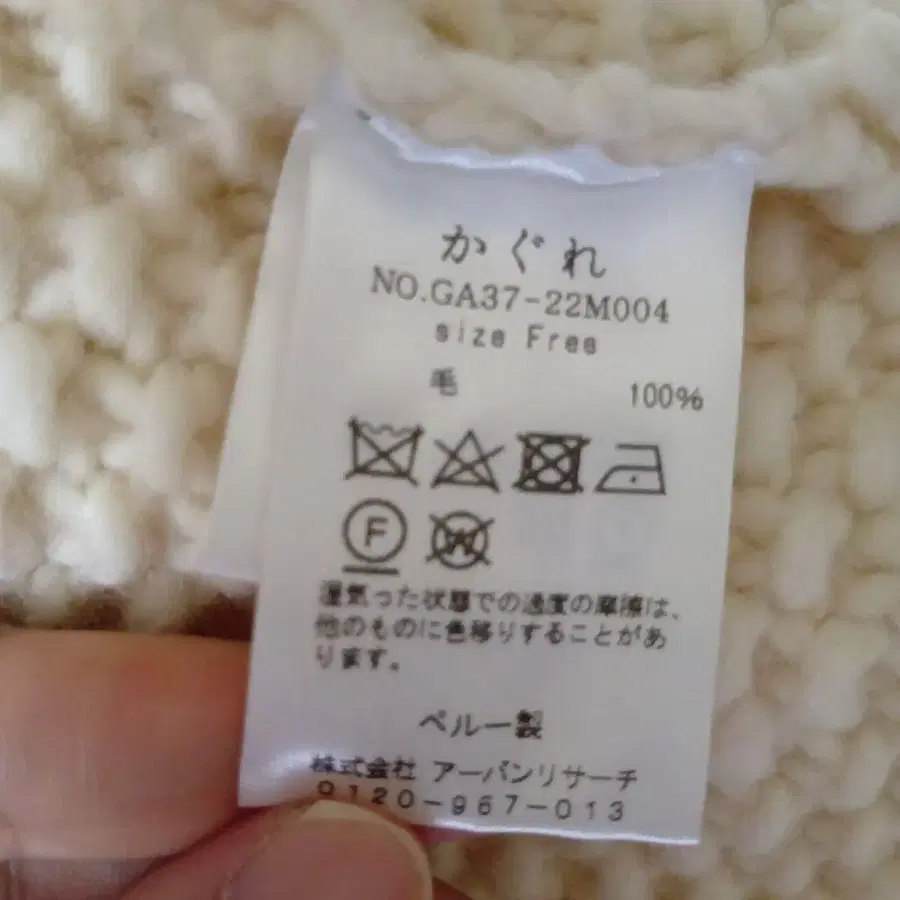 かぐれ
NO.GA37-22M004
size Free
毛 100%
F
W
湿気った状態での過度の摩擦は、
他のものに色移りすることがあ
ります。
ペルー製
株式会社 アーバンリサーチ
0120-967-013